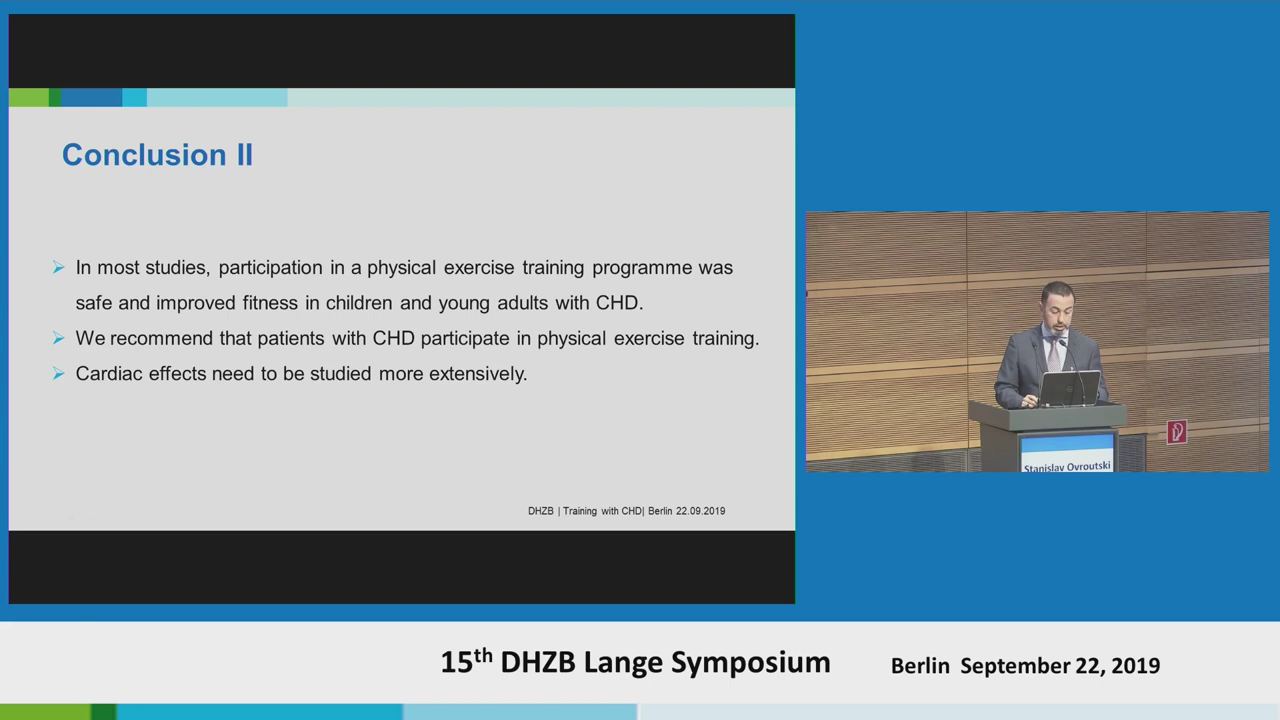 Conclusion II
In most studies, participation in a physical exercise training programme was
safe and improved fitness in children and young adults with CHD.
We recommend that patients with CHD participate in physical exercise training.
Cardiac effects need to be studied more extensively.
DHZB | Training with CHD| Berlin 22.09.2019
Stanislav Ovroutski
15th DHZB Lange Symposium
Berlin September 22, 2019